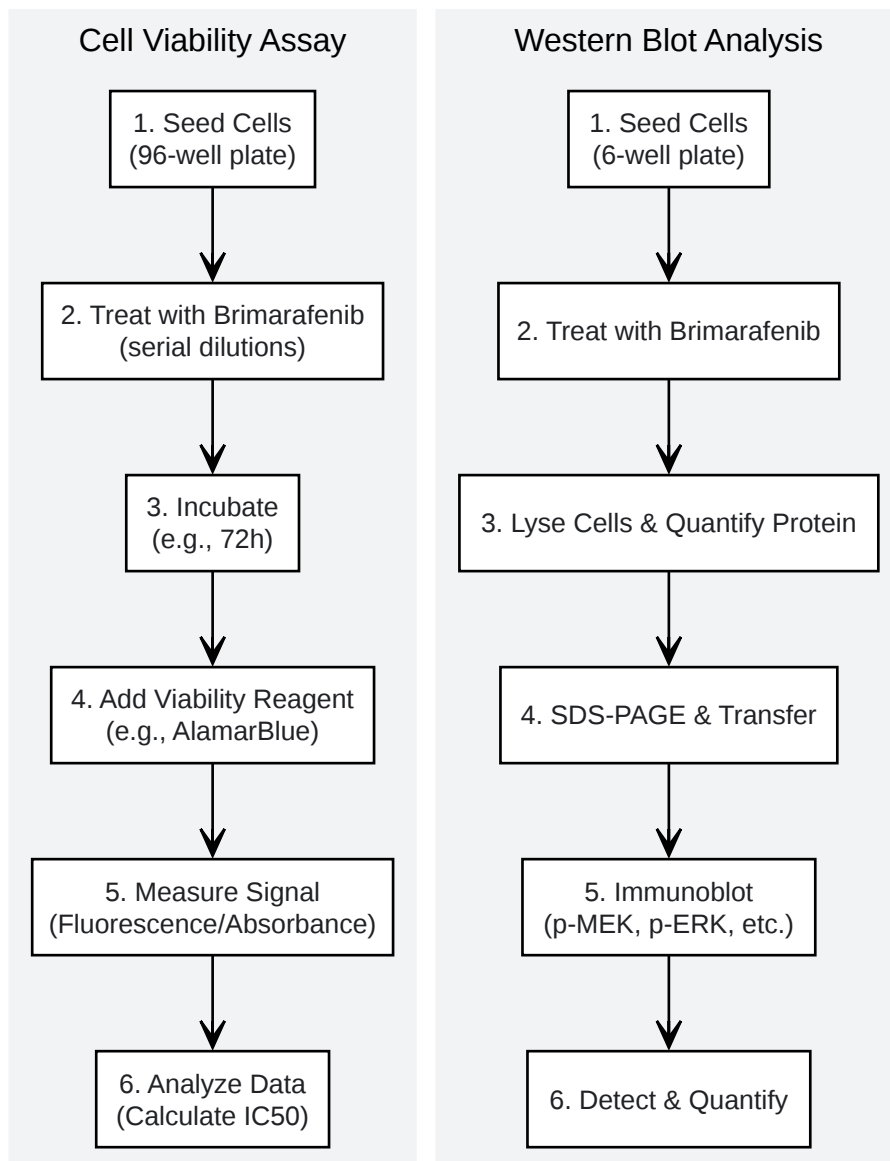 Cell Viability Assay
1. Seed Cells
(96-well plate)
2. Treat with Brimarafenib
(serial dilutions)
3. Incubate
(e.g., 72h)
4. Add Viability Reagent
(e.g., AlamarBlue)
5. Measure Signal
(Fluorescence/Absorbance)
6. Analyze Data
(Calculate IC50)
Western Blot Analysis
1. Seed Cells
(6-well plate)
2. Treat with Brimarafenib
3. Lyse Cells & Quantify Protein
4. SDS-PAGE & Transfer
5. Immunoblot
(p-MEK, p-ERK, etc.)
6. Detect & Quantify